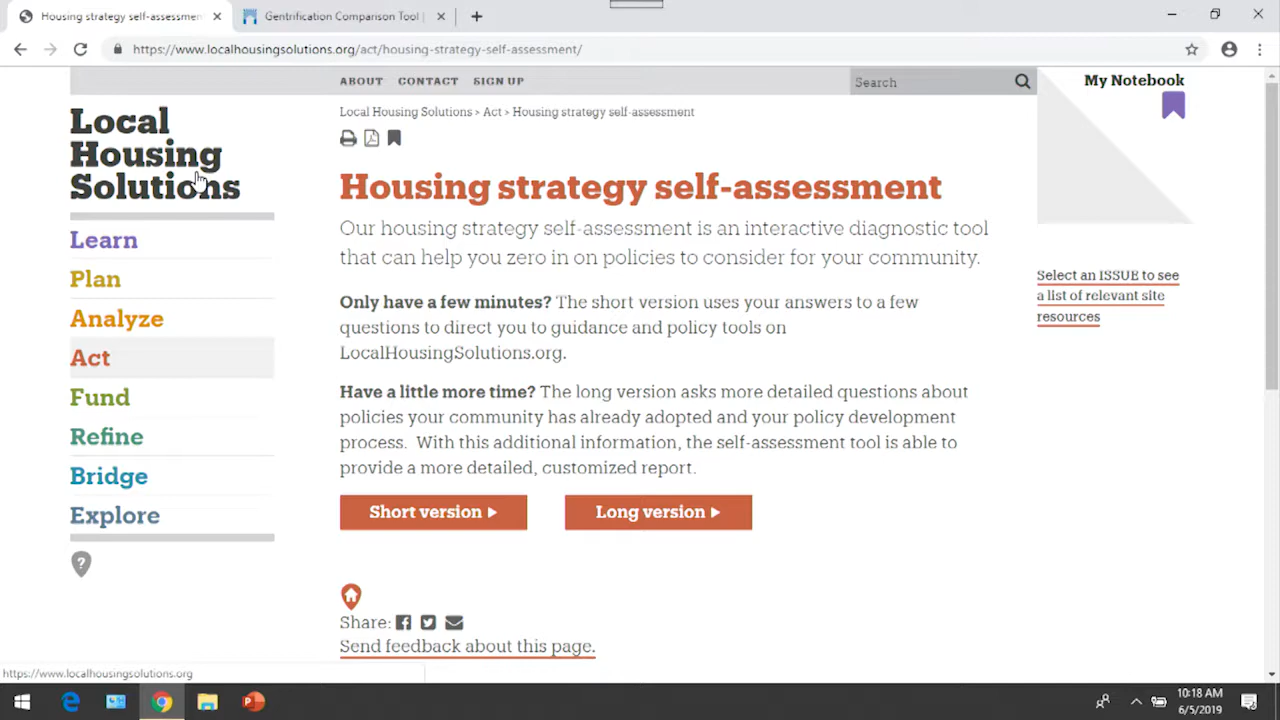 Housing strategy self-assessmen
Gentrification Comparison Tool |
https://www.localhousingsolutions.org/act/housing-strategy-self-assessment/
ABOUT CONTACT SIGN UP
Search
My Notebook
Local
Housing
Solutions
Learn
Plan
Analyze
Act
Fund
Refine
Bridge
Explore
?
Local Housing Solutions > Act > Housing strategy self-assessment
Housing strategy self-assessment
Our housing strategy self-assessment is an interactive diagnostic tool
that can help you zero in on policies to consider for your community.
Only have a few minutes? The short version uses your answers to a few
questions to direct you to guidance and policy tools on
LocalHousingSolutions.org.
Have a little more time? The long version asks more detailed questions about
policies your community has already adopted and your policy development
process. With this additional information, the self-assessment tool is able to
provide a more detailed, customized report.
Short version
Long version
Share:
Send feedback about this page.
Select an ISSUE to see
a list of relevant site
resources
https://www.localhousingsolutions.org
10:18 AM
6/5/2019